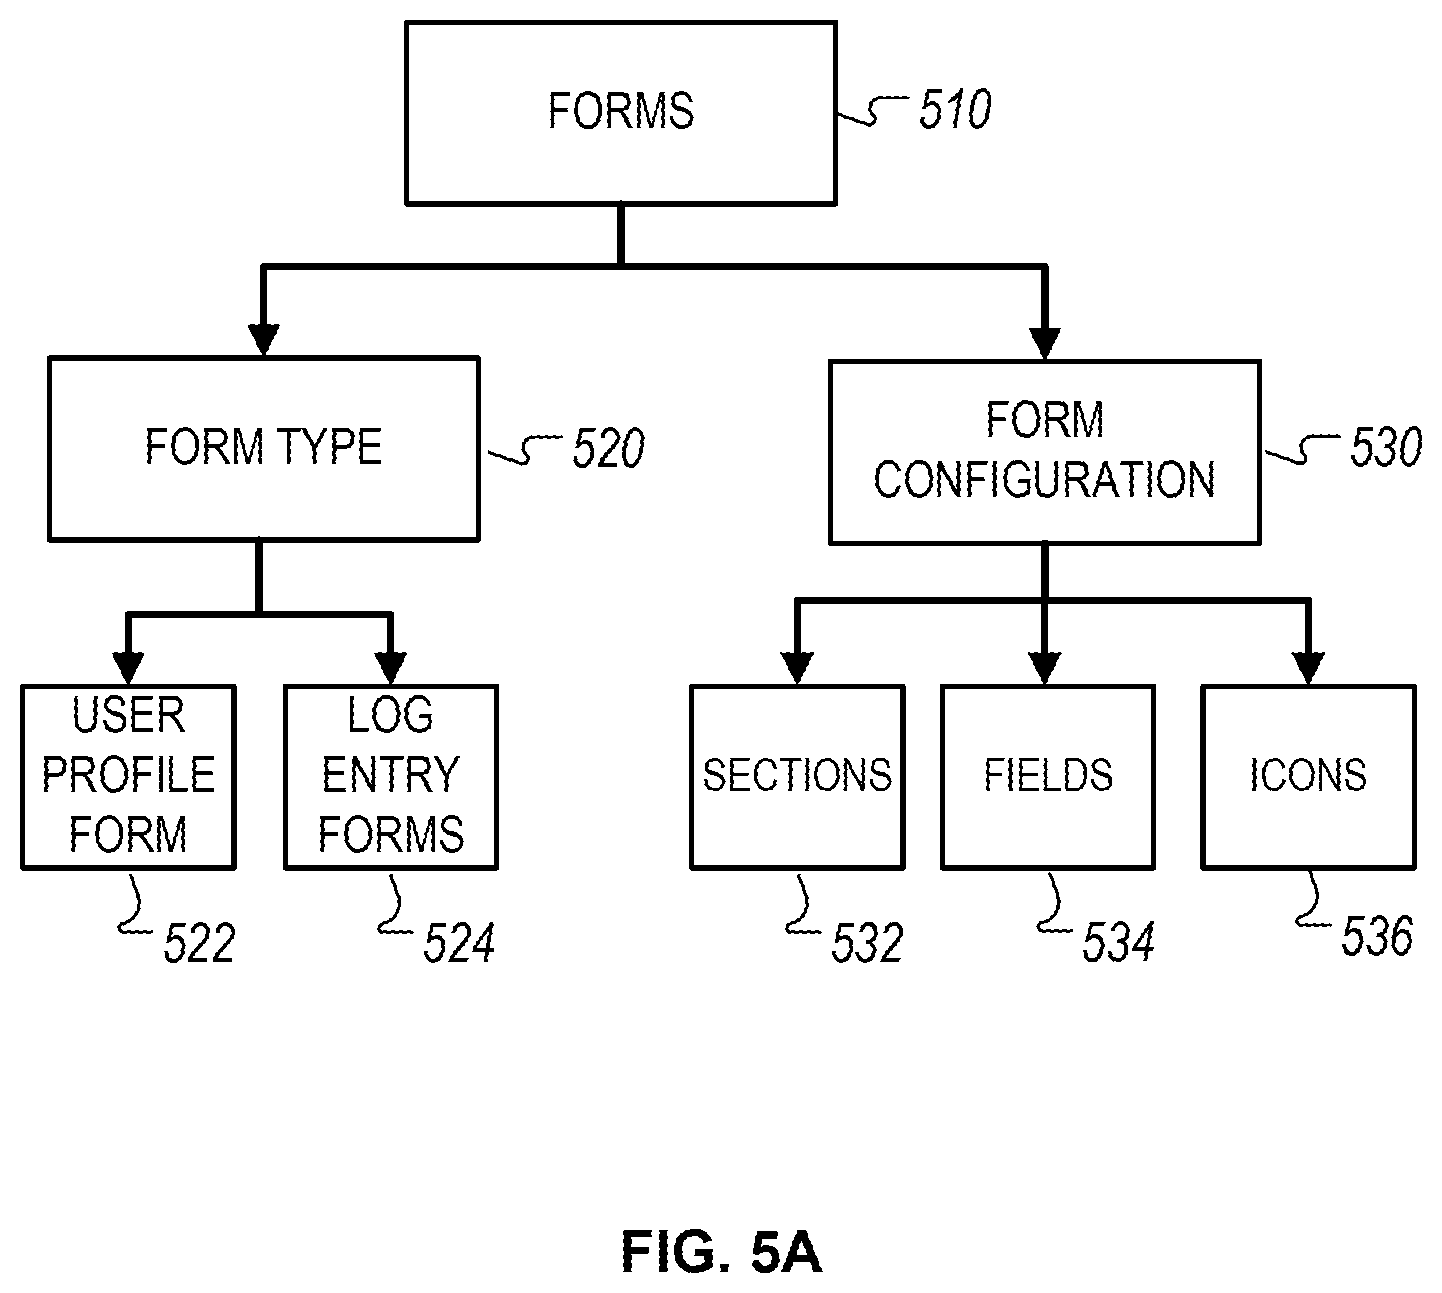 FORMS
510
FORM TYPE
520
FORM
CONFIGURATION
530
USER
PROFILE
FORM
522
LOG
ENTRY
FORMS
524
SECTIONS
532
FIELDS
534
ICONS
536
FIG. 5A